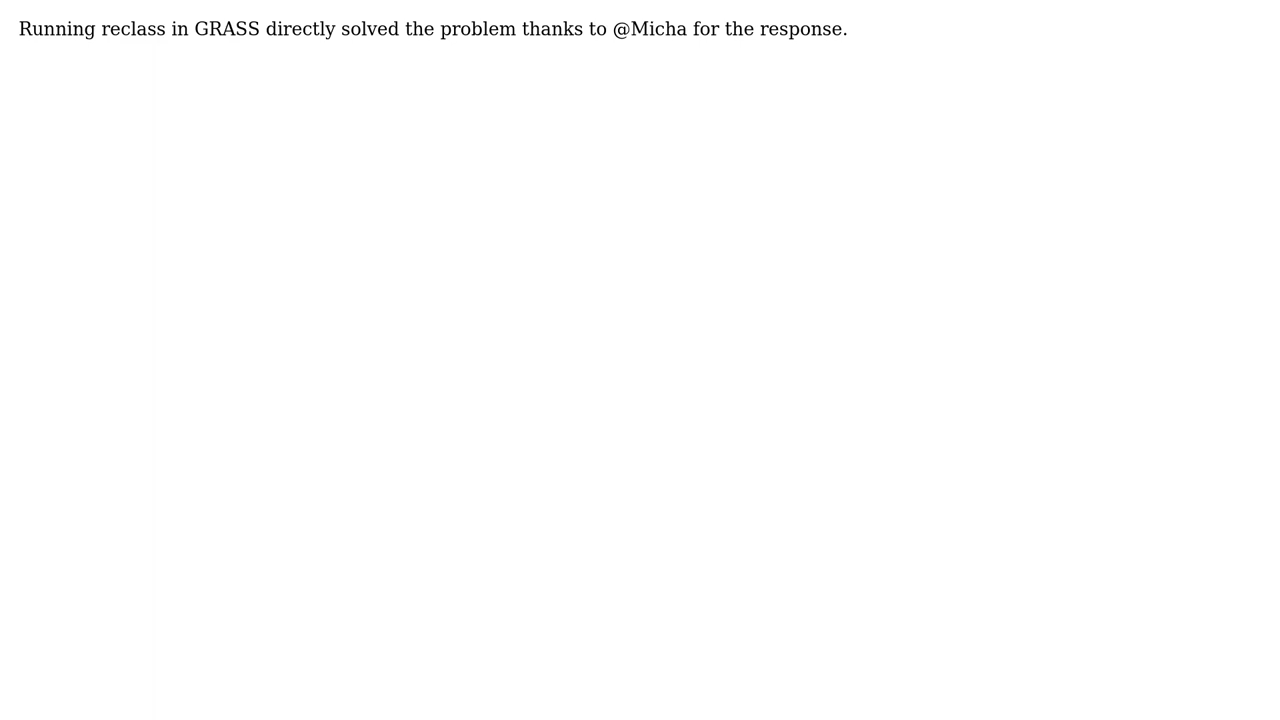 Running reclass in GRASS directly solved the problem thanks to @Micha for the response.